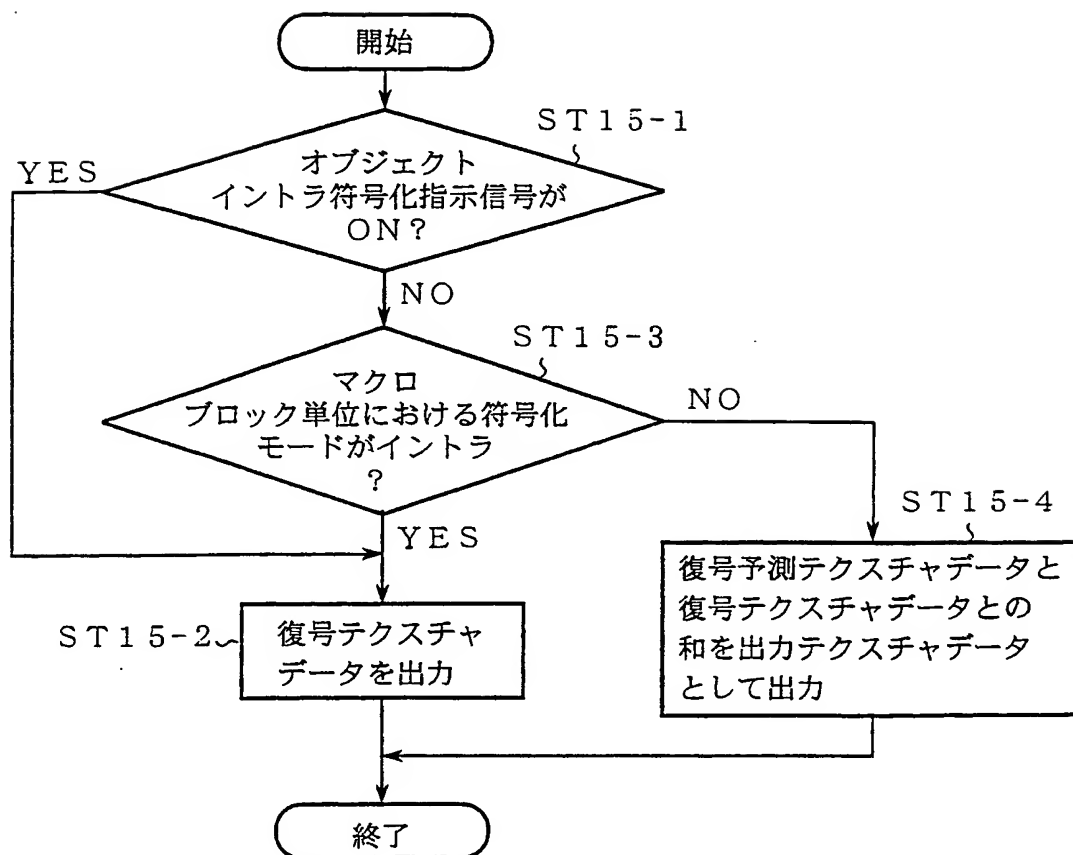 開始
ST15-1
YES
オブジェクト
イントラ符号化指示信号が
ON?
NO
ST15-3
マクロ
ブロック単位における符号化
モードがイントラ
?
NO
YES
ST15-4
復号予測テクスチャデータと
復号テクスチャデータとの
和を出力テクスチャデータ
として出力
ST15-2
復号テクスチャ
データを出力
終了